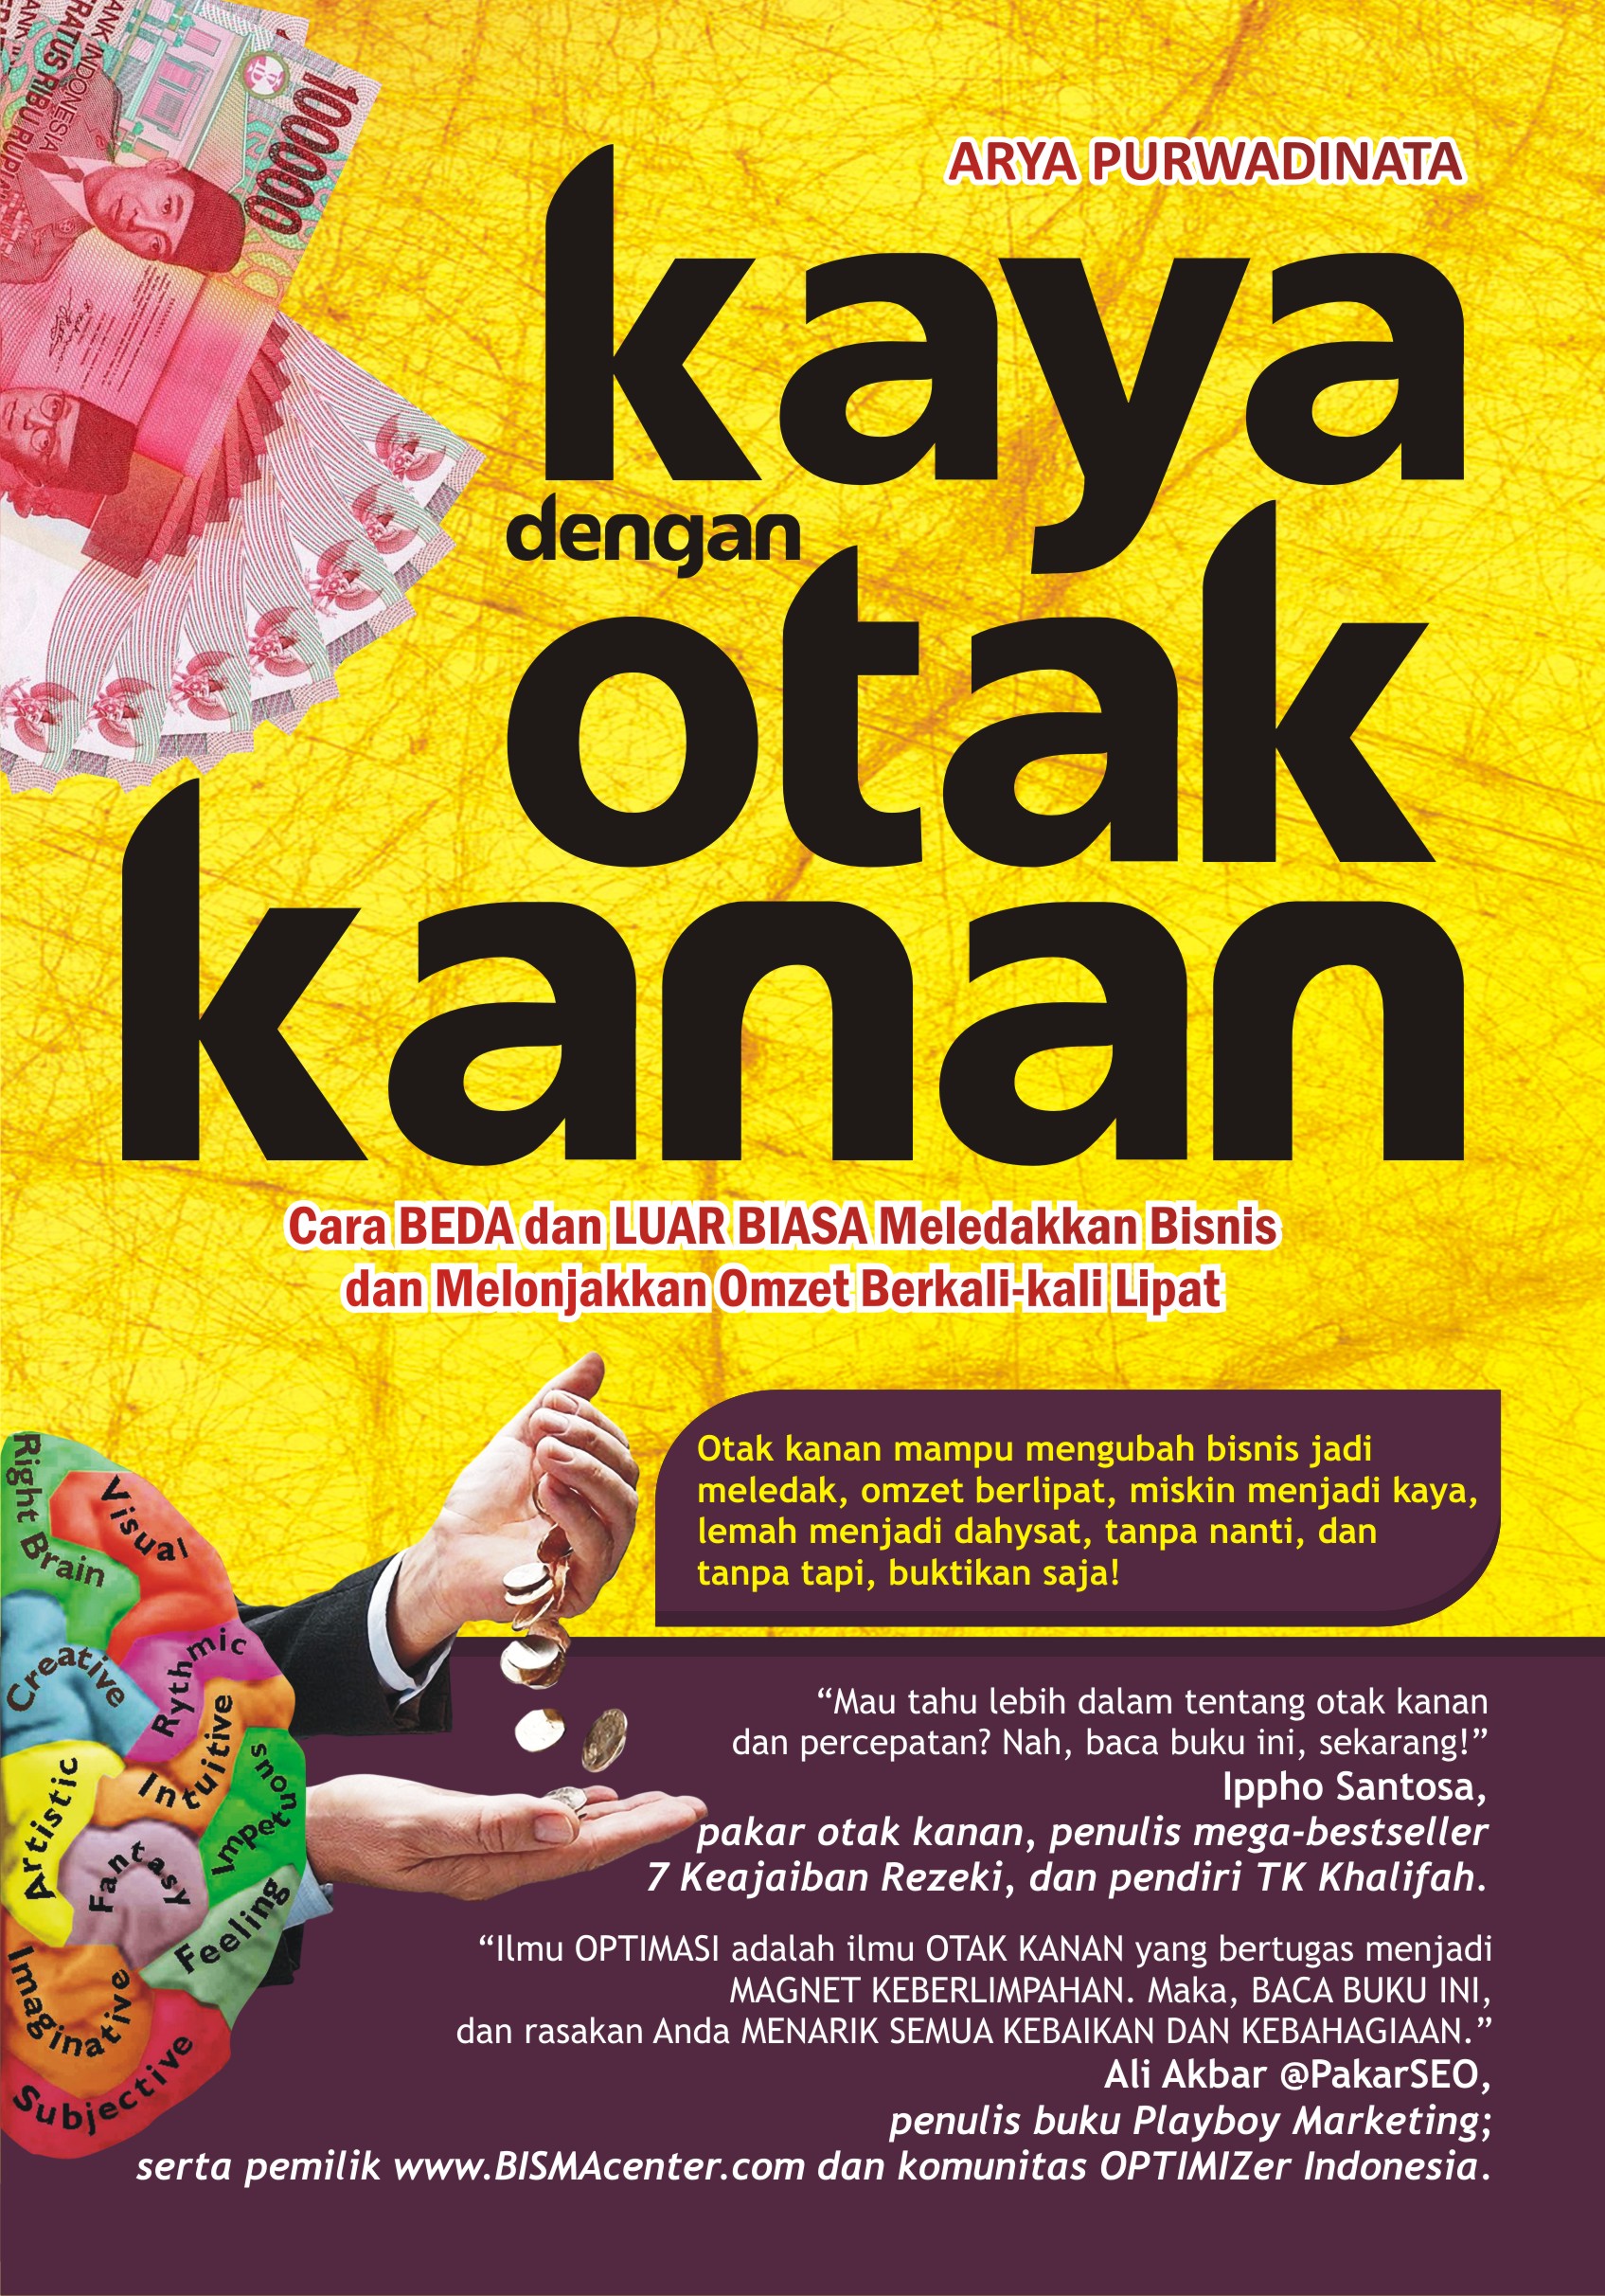 BANK INDONESIA
RATUS RIBU RUPIAH
100000
ARYA PURWADINATA
kaya
dengan
otak
kanan
Cara BEDA dan LUAR BIASA Meledakkan Bisnis
dan Melonjakkan Omzet Berkali-kali Lipat
Otak kanan mampu mengubah bisnis jadi
meledak, omzet berlipat, miskin menjadi kaya,
lemah menjadi dahysat, tanpa nanti, dan
tanpa tapi, buktikan saja!
Right Brain
Visual
Creative
Rythmic
Intuitive
Artistic
Impetuous
Fantasy
Feeling
Imaginative
Subjective
“Mau tahu lebih dalam tentang otak kanan
dan percepatan? Nah, baca buku ini, sekarang!”
Ippho Santosa,
pakar otak kanan, penulis mega-bestseller
7 Keajaiban Rezeki, dan pendiri TK Khalifah.
“Ilmu OPTIMASI adalah ilmu OTAK KANAN yang bertugas menjadi
MAGNET KEBERLIMPAHAN. Maka, BACA BUKU INI,
dan rasakan Anda MENARIK SEMUA KEBAIKAN DAN KEBAHAGIAAN.”
Ali Akbar @PakarSEO,
penulis buku Playboy Marketing;
serta pemilik www.BISMAcenter.com dan komunitas OPTIMIZer Indonesia.